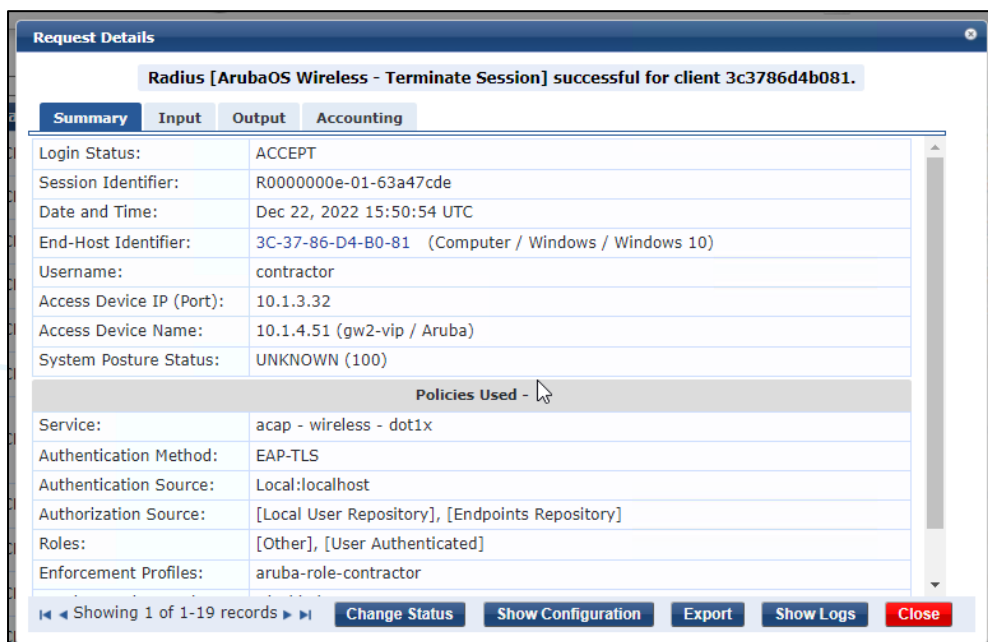 Request Details
Radius [ArubaOS Wireless - Terminate Session] successful for client 3c3786d4b081.
Summary Input Output Accounting
Login Status: ACCEPT
Session Identifier: R0000000e-01-63a47cde
Date and Time: Dec 22, 2022 15:50:54 UTC
End-Host Identifier: 3C-37-86-D4-B0-81 (Computer / Windows / Windows 10)
Username: contractor
Access Device IP (Port): 10.1.3.32
Access Device Name: 10.1.4.51 (gw2-vip / Aruba)
System Posture Status: UNKNOWN (100)
Policies Used -
Service: acap - wireless - dot1x
Authentication Method: EAP-TLS
Authentication Source: Local:localhost
Authorization Source: [Local User Repository], [Endpoints Repository]
Roles: [Other], [User Authenticated]
Enforcement Profiles: aruba-role-contractor
Showing 1 of 1-19 records Change Status Show Configuration Export Show Logs Close